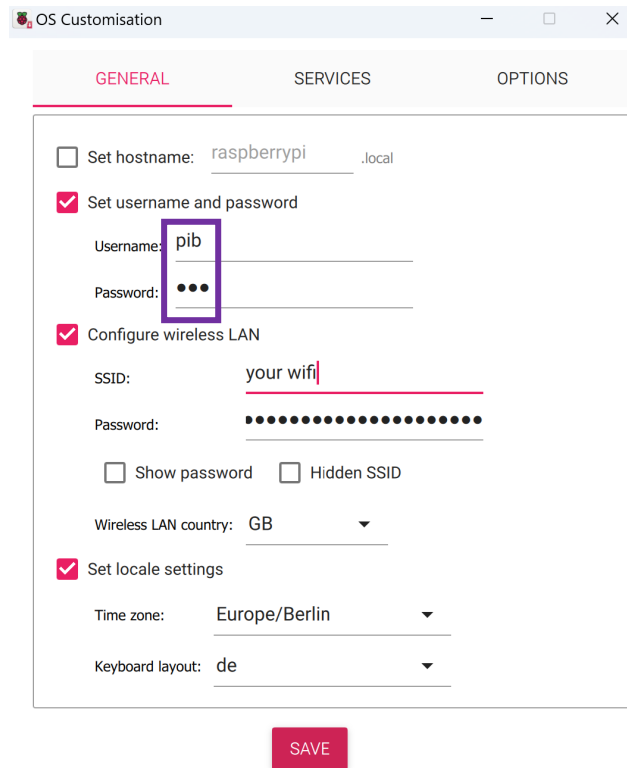 OS Customisation
GENERAL SERVICES OPTIONS
Set hostname: raspberrypi .local
Set username and password
Username: pib
Password: •••
Configure wireless LAN
SSID: your wifi
Password: •••••••••••••••••••••
Show password Hidden SSID
Wireless LAN country: GB
Set locale settings
Time zone: Europe/Berlin
Keyboard layout: de
SAVE